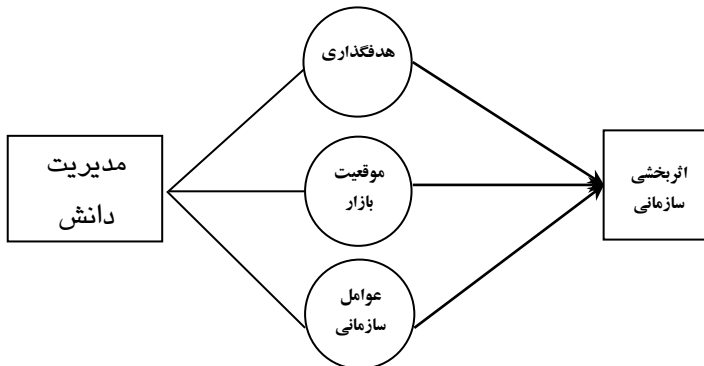 هدفگذاری
مدیریت
دانش
موقعیت
بازار
عوامل
سازمانی
اثربخشی
سازمانی